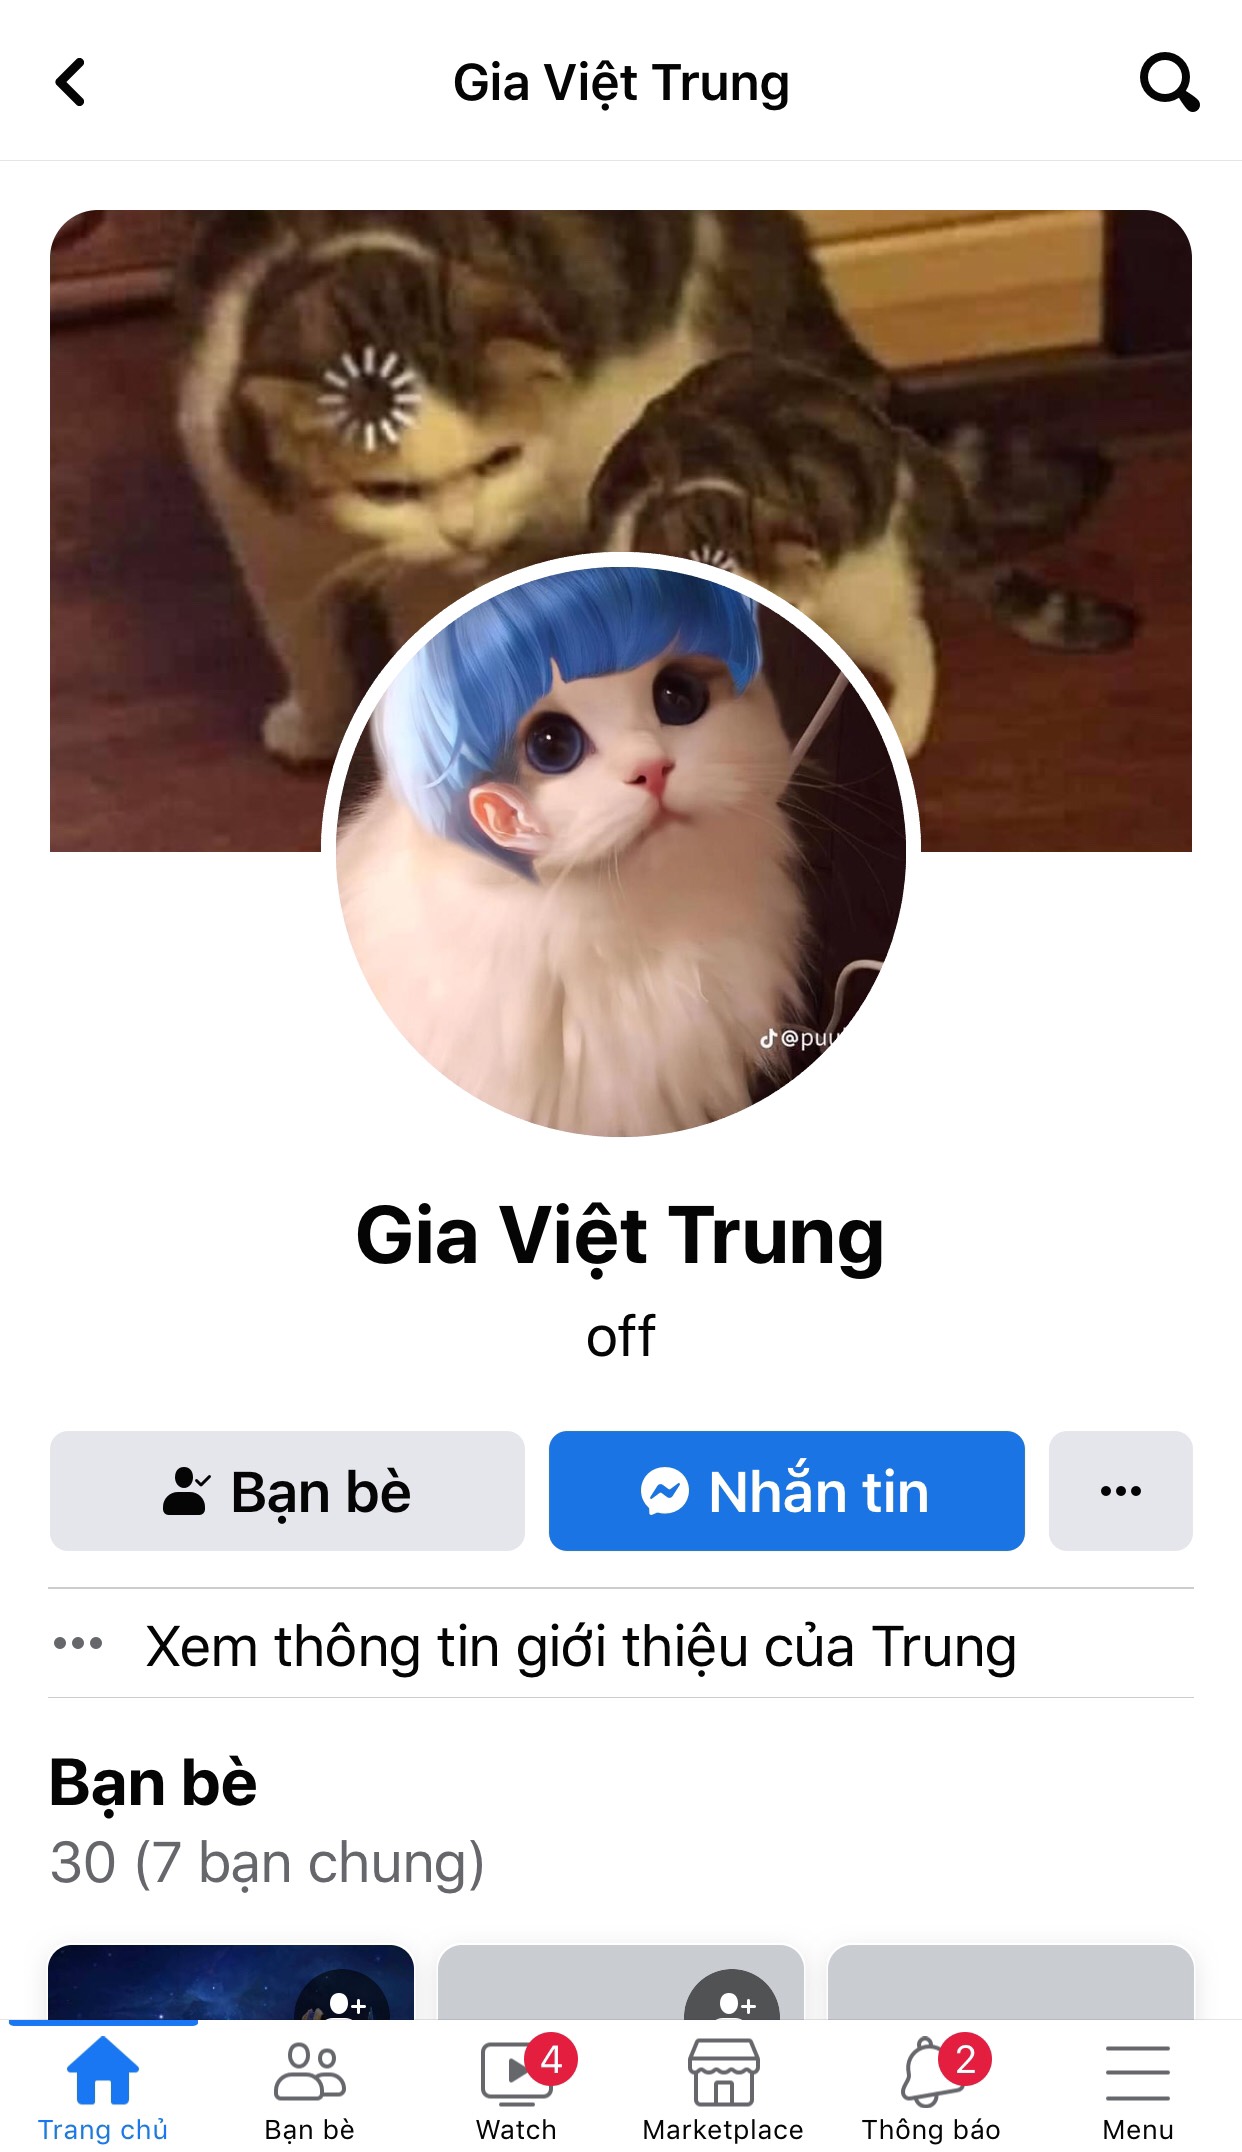 Gia Việt Trung
@puu
Gia Việt Trung
off
Bạn bè
Nhắn tin
Xem thông tin giới thiệu của Trung
Bạn bè
30 (7 bạn chung)
4
2
Trang chủ
Bạn bè
Watch
Marketplace
Thông báo
Menu